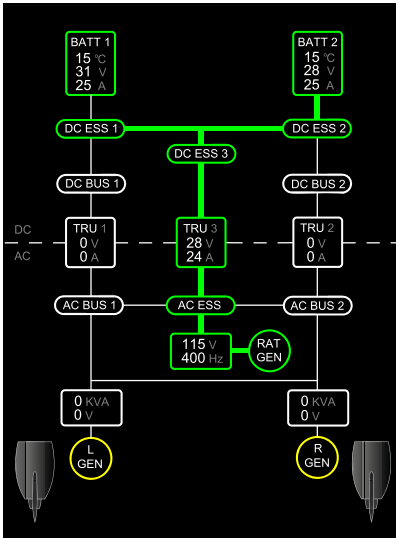 BATT 1
15 °C
31 V
25 A
BATT 2
15 °C
28 V
25 A
DC ESS 1
DC ESS 2
DC ESS 3
DC BUS 1
DC BUS 2
DC
AC
TRU 1
0 V
0 A
TRU 3
28 V
24 A
TRU 2
0 V
0 A
AC BUS 1
AC ESS
AC BUS 2
115 V
400 Hz
RAT
GEN
0 KVA
0 V
0 KVA
0 V
L
GEN
R
GEN